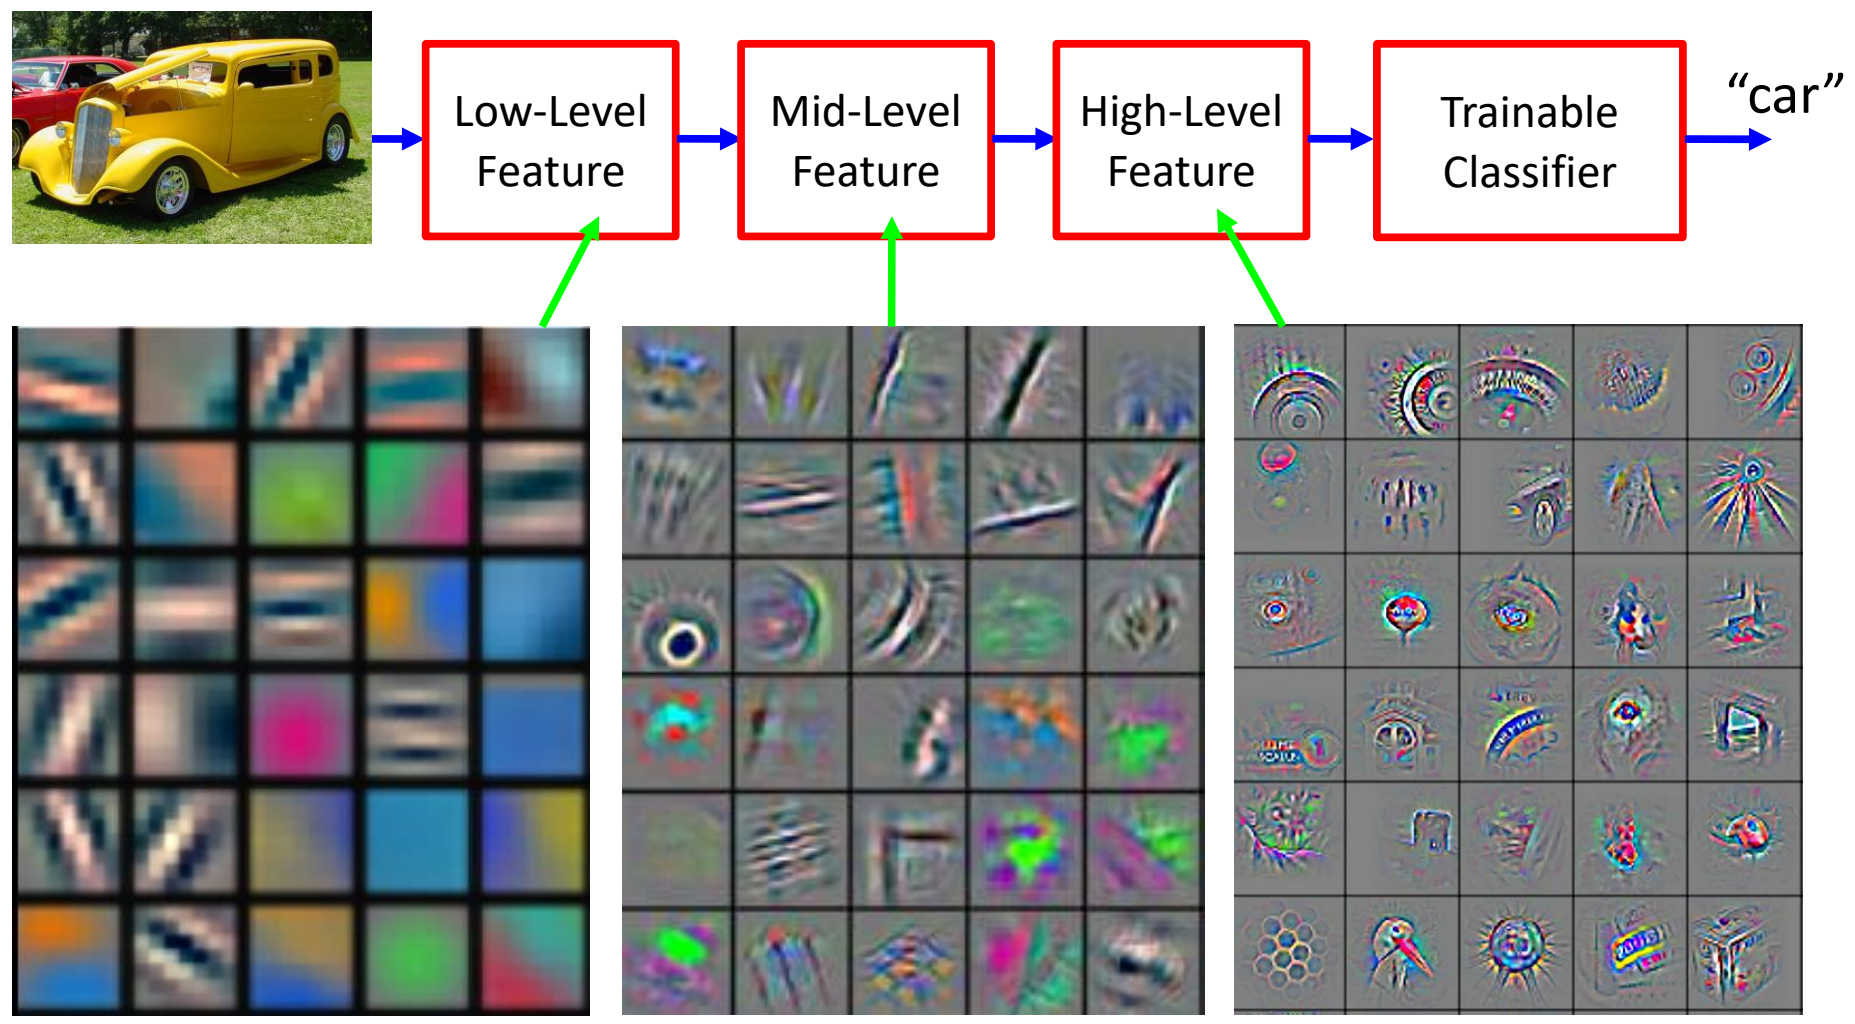 Low-Level
Feature
Mid-Level
Feature
High-Level
Feature
Trainable
Classifier
“car”